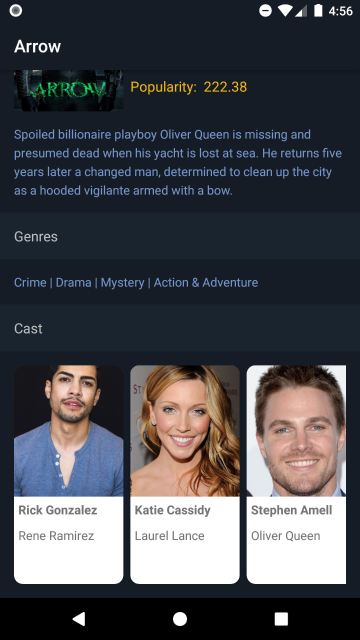 4:56
Arrow
ARROW
Popularity: 222.38
Spoiled billionaire playboy Oliver Queen is missing and
presumed dead when his yacht is lost at sea. He returns five
years later a changed man, determined to clean up the city
as a hooded vigilante armed with a bow.
Genres
Crime | Drama | Mystery | Action & Adventure
Cast
Rick Gonzalez
Rene Ramirez
Katie Cassidy
Laurel Lance
Stephen Amell
Oliver Queen